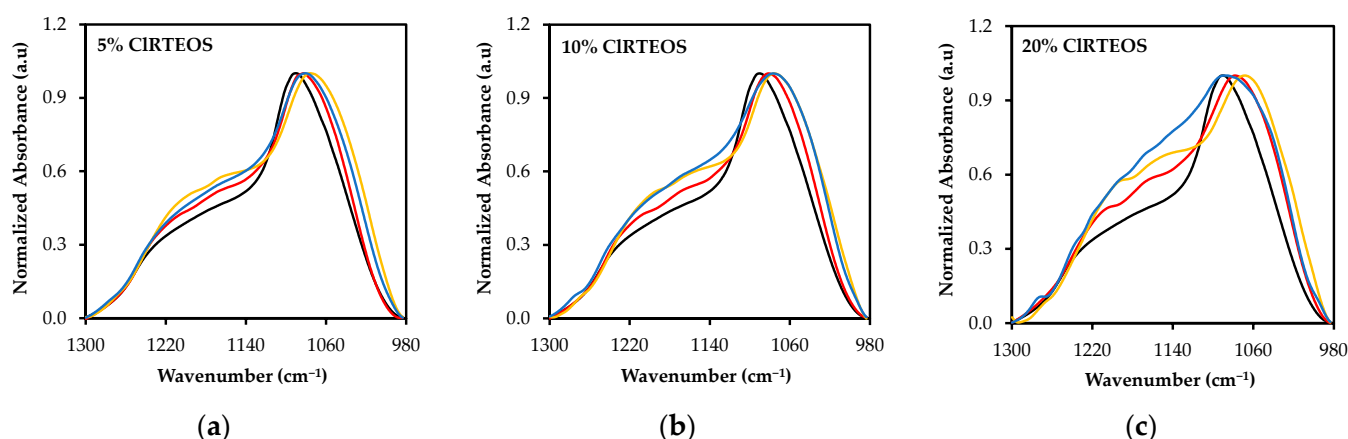 5% ClRTEOS
Normalized Absorbance (a.u)
1.2
0.9
0.6
0.3
0.0
1300 1220 1140 1060 980
Wavenumber (cm⁻¹)
(a)
10% ClRTEOS
Normalized Absorbance (a.u)
1.2
0.9
0.6
0.3
0.0
1300 1220 1140 1060 980
Wavenumber (cm⁻¹)
(b)
20% ClRTEOS
Normalized Absorbance (a.u)
1.2
0.9
0.6
0.3
0.0
1300 1220 1140 1060 980
Wavenumber (cm⁻¹)
(c)